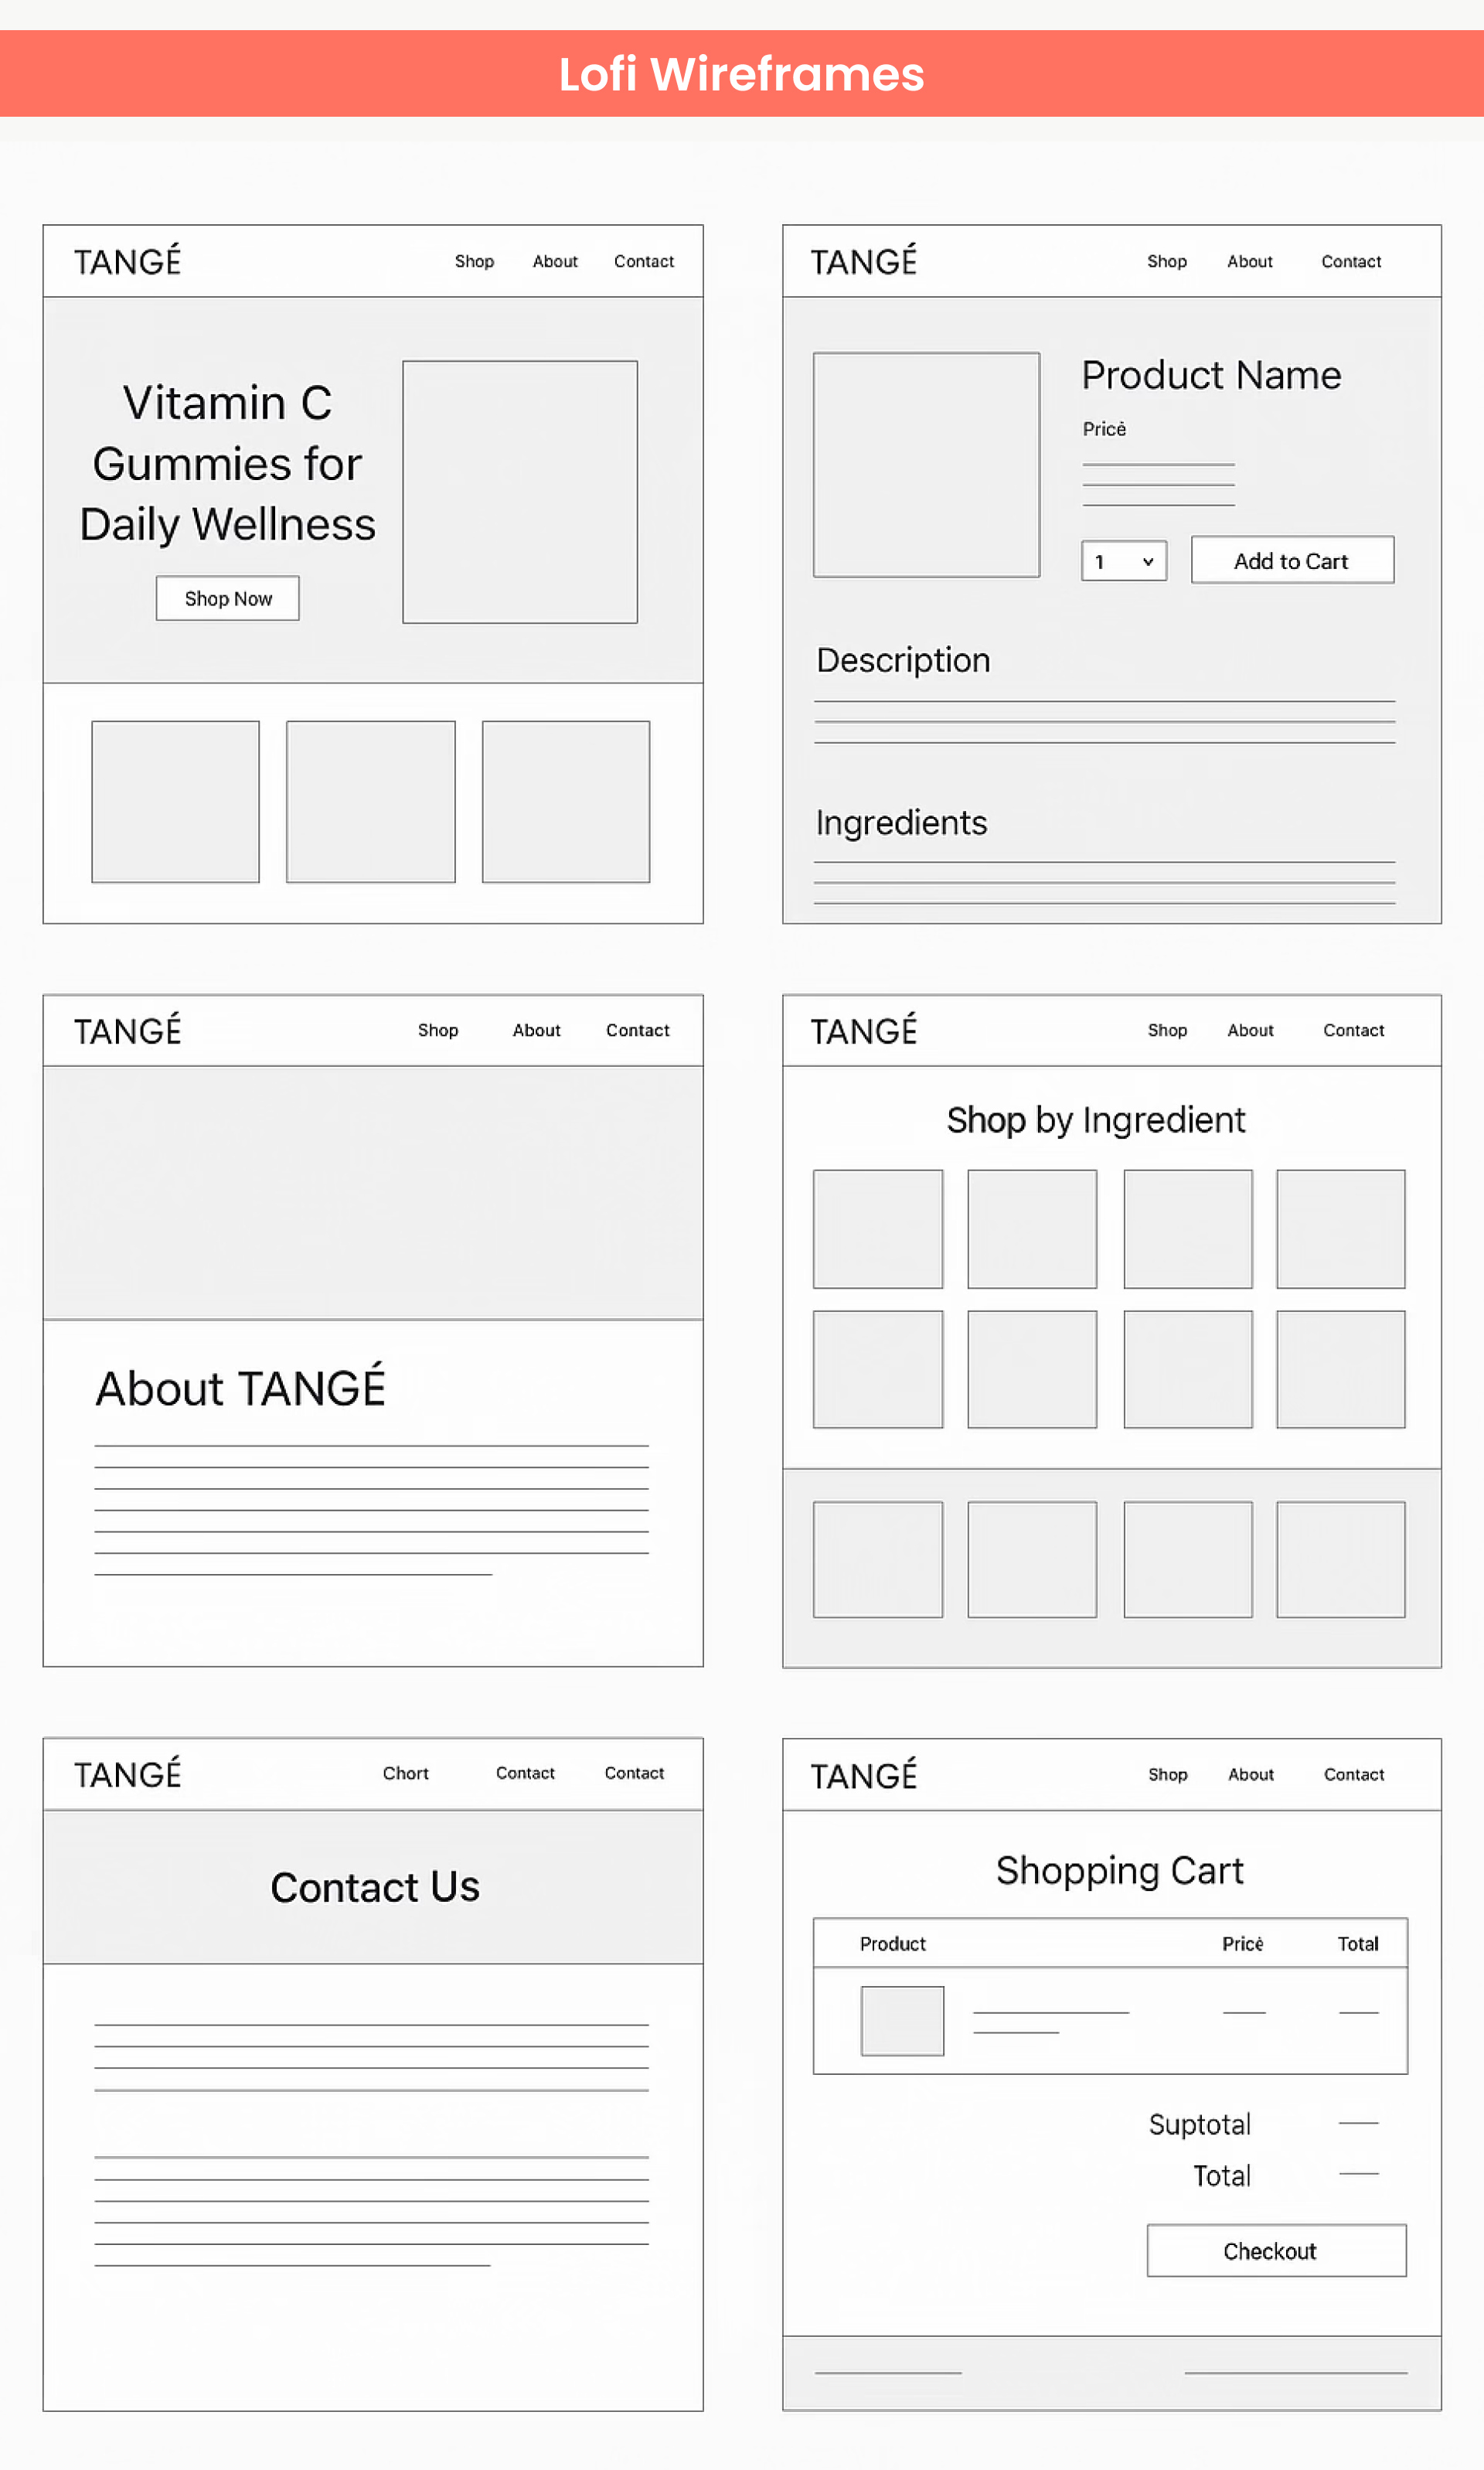 Lofi Wireframes
TANGÉ Shop About Contact
Vitamin C
Gummies for
Daily Wellness
Shop Now
TANGÉ Shop About Contact
Product Name
Pricė
1
Add to Cart
Description
Ingredients
TANGÉ Shop About Contact
About TANGÉ
TANGÉ Shop About Contact
Shop by Ingredient
TANGÉ Chort Contact Contact
Contact Us
TANGÉ Shop About Contact
Shopping Cart
Product Pricė Total
Suptotal
Total
Checkout